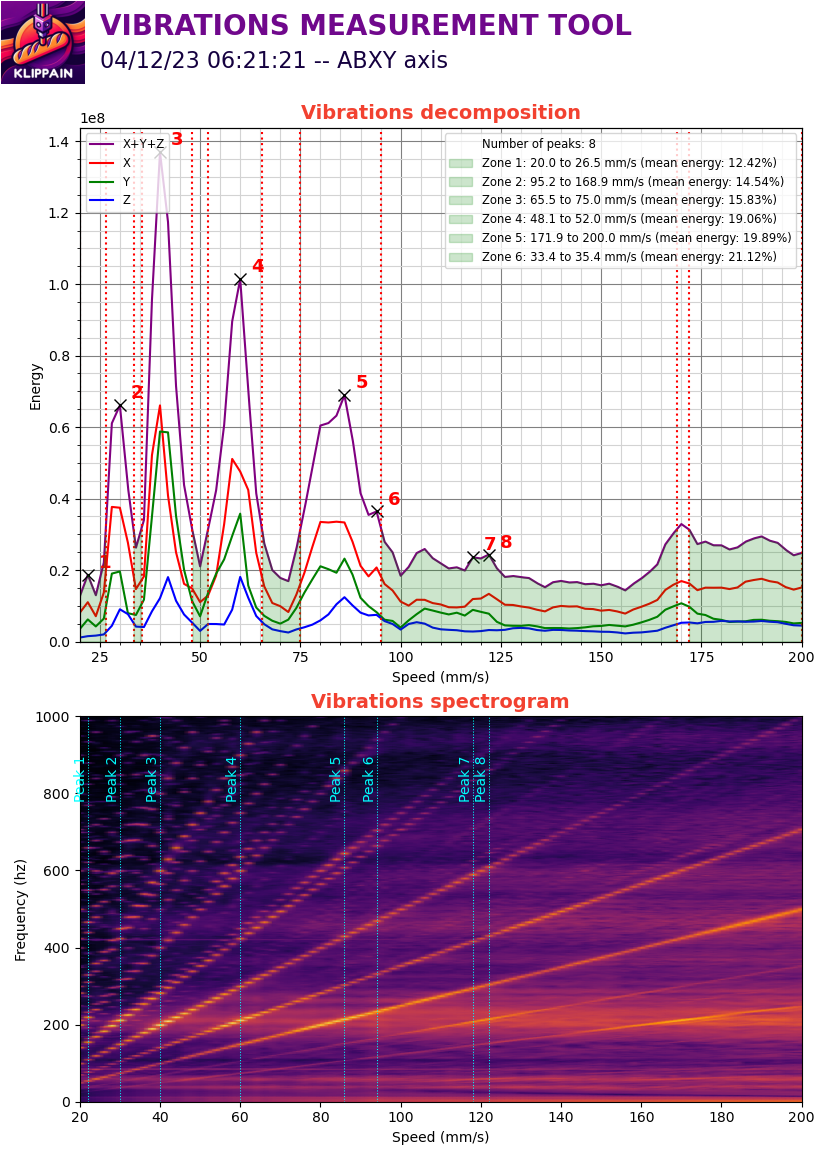 KLIPPAIN
VIBRATIONS MEASUREMENT TOOL
04/12/23 06:21:21 -- ABXY axis
Vibrations decomposition
1e8
X+Y+Z
X
Y
Z
Number of peaks: 8
Zone 1: 20.0 to 26.5 mm/s (mean energy: 12.42%)
Zone 2: 95.2 to 168.9 mm/s (mean energy: 14.54%)
Zone 3: 65.5 to 75.0 mm/s (mean energy: 15.83%)
Zone 4: 48.1 to 52.0 mm/s (mean energy: 19.06%)
Zone 5: 171.9 to 200.0 mm/s (mean energy: 19.89%)
Zone 6: 33.4 to 35.4 mm/s (mean energy: 21.12%)
1 2 3 4 5 6 7 8
1.4
1.2
1.0
0.8
0.6
0.4
0.2
0.0
Energy
25 50 75 100 125 150 175 200
Speed (mm/s)
Vibrations spectrogram
Peak 1 Peak 2 Peak 3 Peak 4 Peak 5 Peak 6 Peak 7 Peak 8
1000
800
600
400
200
0
Frequency (hz)
20 40 60 80 100 120 140 160 180 200
Speed (mm/s)